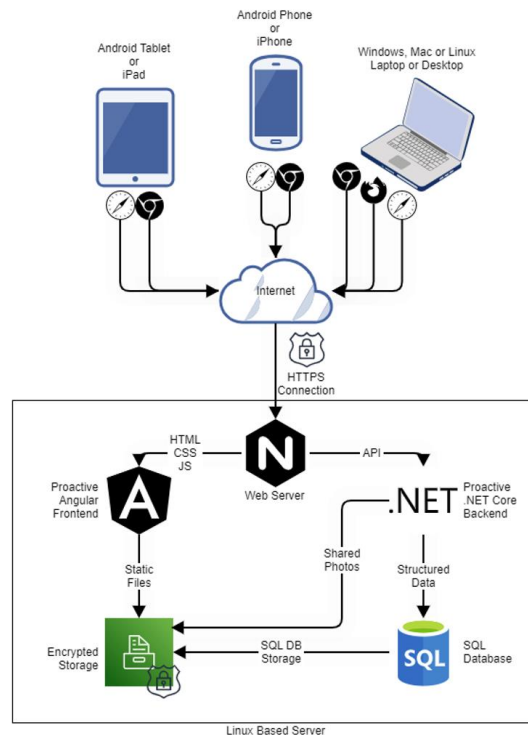 Android Tablet
or
iPad
Android Phone
or
iPhone
Windows, Mac or Linux
Laptop or Desktop
Internet
HTTPS
Connection
HTML
CSS
JS
N
Web Server
API
Proactive
Angular
Frontend
A
.NET
Proactive
.NET Core
Backend
Static
Files
Shared
Photos
Structured
Data
Encrypted
Storage
SQL DB
Storage
SQL
SQL
Database
Linux Based Server